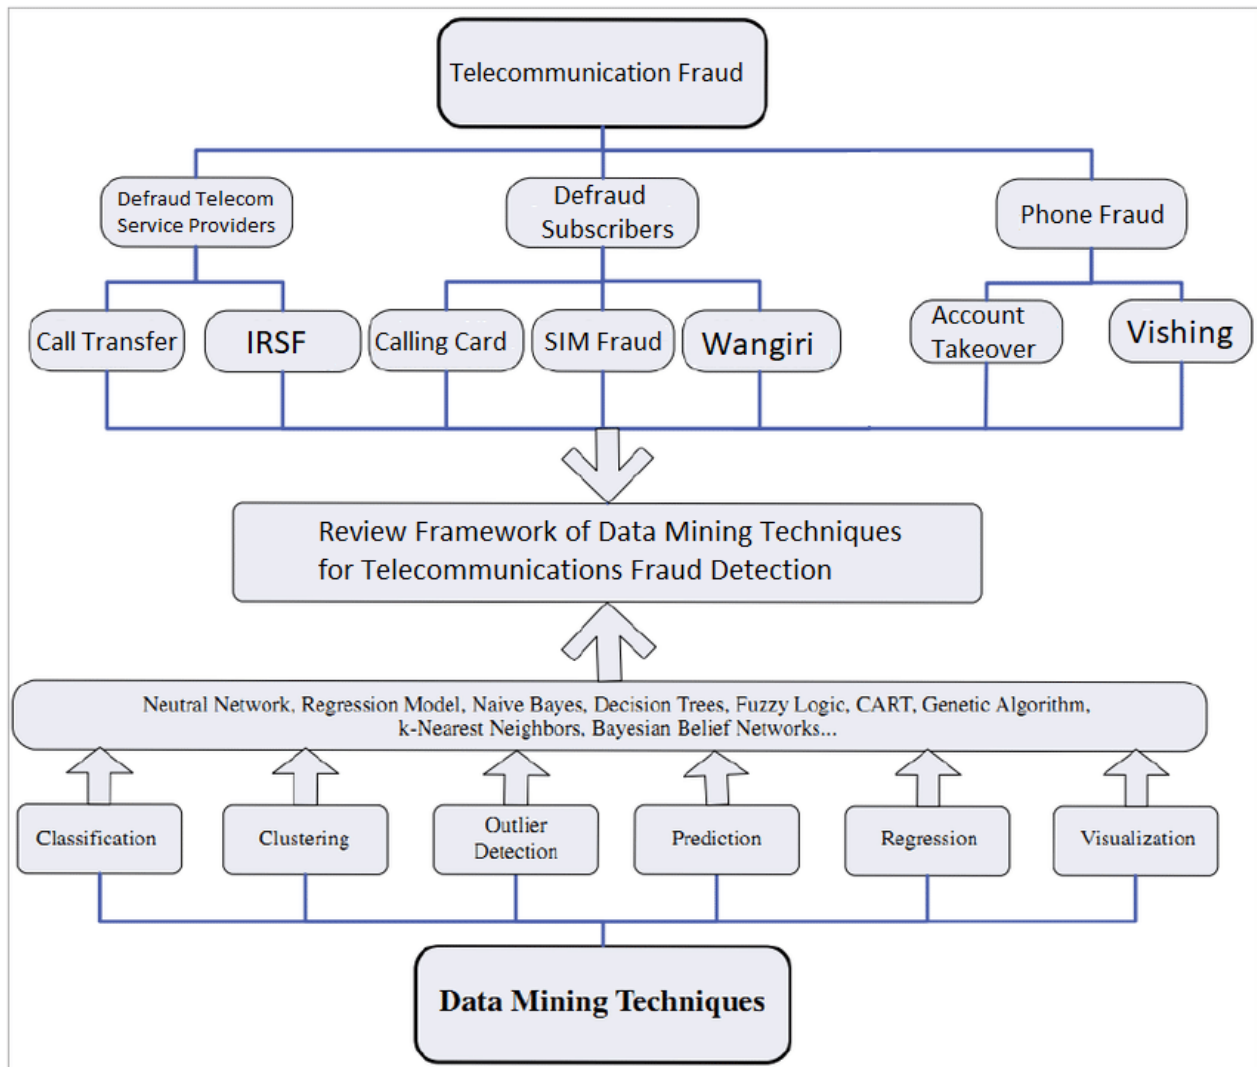 Telecommunication Fraud
Defraud Telecom
Service Providers
Defraud
Subscribers
Phone Fraud
Call Transfer
IRSF
Calling Card
SIM Fraud
Wangiri
Account
Takeover
Vishing
Review Framework of Data Mining Techniques
for Telecommunications Fraud Detection
Neutral Network, Regression Model, Naive Bayes, Decision Trees, Fuzzy Logic, CART, Genetic Algorithm,
k-Nearest Neighbors, Bayesian Belief Networks...
Classification
Clustering
Outlier
Detection
Prediction
Regression
Visualization
Data Mining Techniques